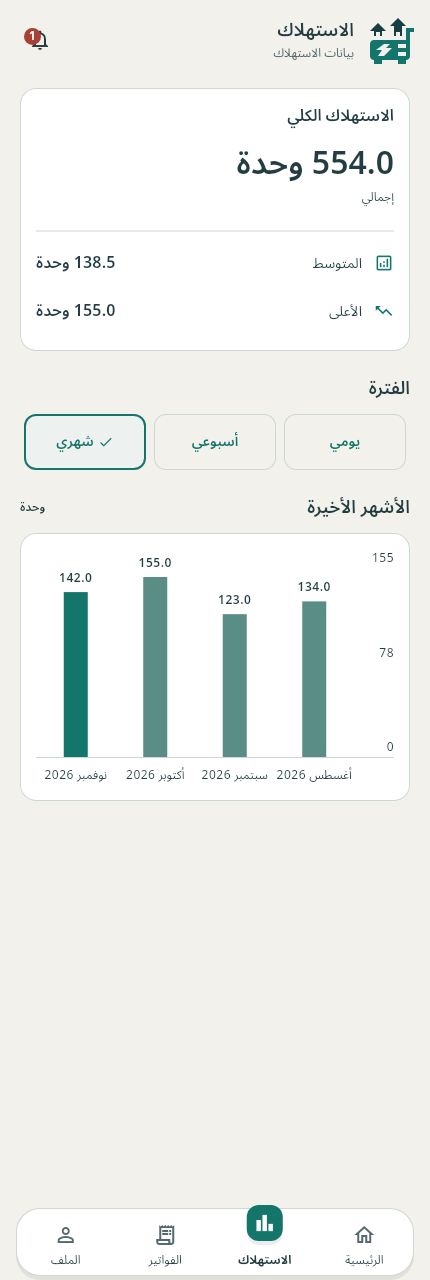 الاستهلاك
بيانات الاستهلاك
1
الاستهلاك الكلي
554.0 وحدة
إجمالي
المتوسط 138.5 وحدة
الأعلى 155.0 وحدة
الفترة
يومي
أسبوعي
شهري
الأشهر الأخيرة
وحدة
155
78
0
134.0
123.0
155.0
142.0
أغسطس 2026
سبتمبر 2026
أكتوبر 2026
نوفمبر 2026
الرئيسية
الاستهلاك
الفواتير
الملف